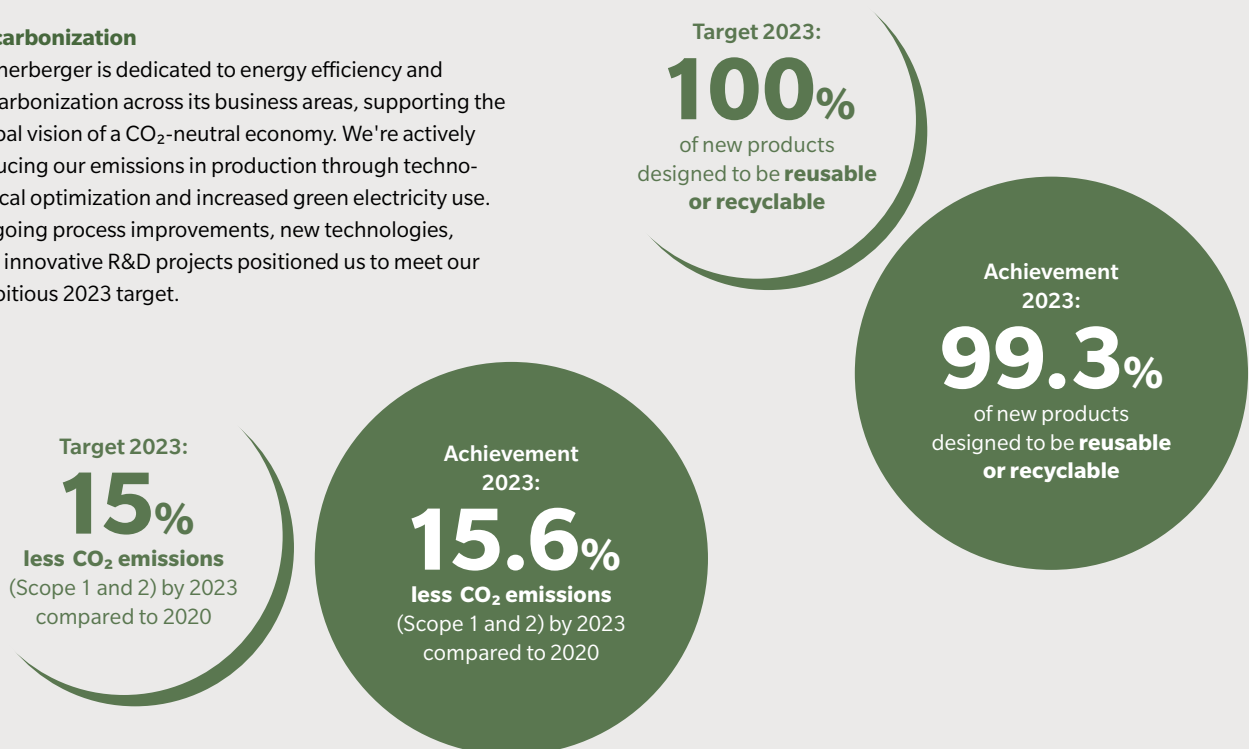 carbonization
nerberger is dedicated to energy efficiency and
arbonization across its business areas, supporting the
bal vision of a CO₂-neutral economy. We're actively
ucing our emissions in production through techno-
cal optimization and increased green electricity use.
going process improvements, new technologies,
innovative R&D projects positioned us to meet our
bitious 2023 target.
Target 2023:
100%
of new products
designed to be reusable
or recyclable
Achievement
2023:
99.3%
of new products
designed to be reusable
or recyclable
Target 2023:
15%
less CO₂ emissions
(Scope 1 and 2) by 2023
compared to 2020
Achievement
2023:
15.6%
less CO₂ emissions
(Scope 1 and 2) by 2023
compared to 2020